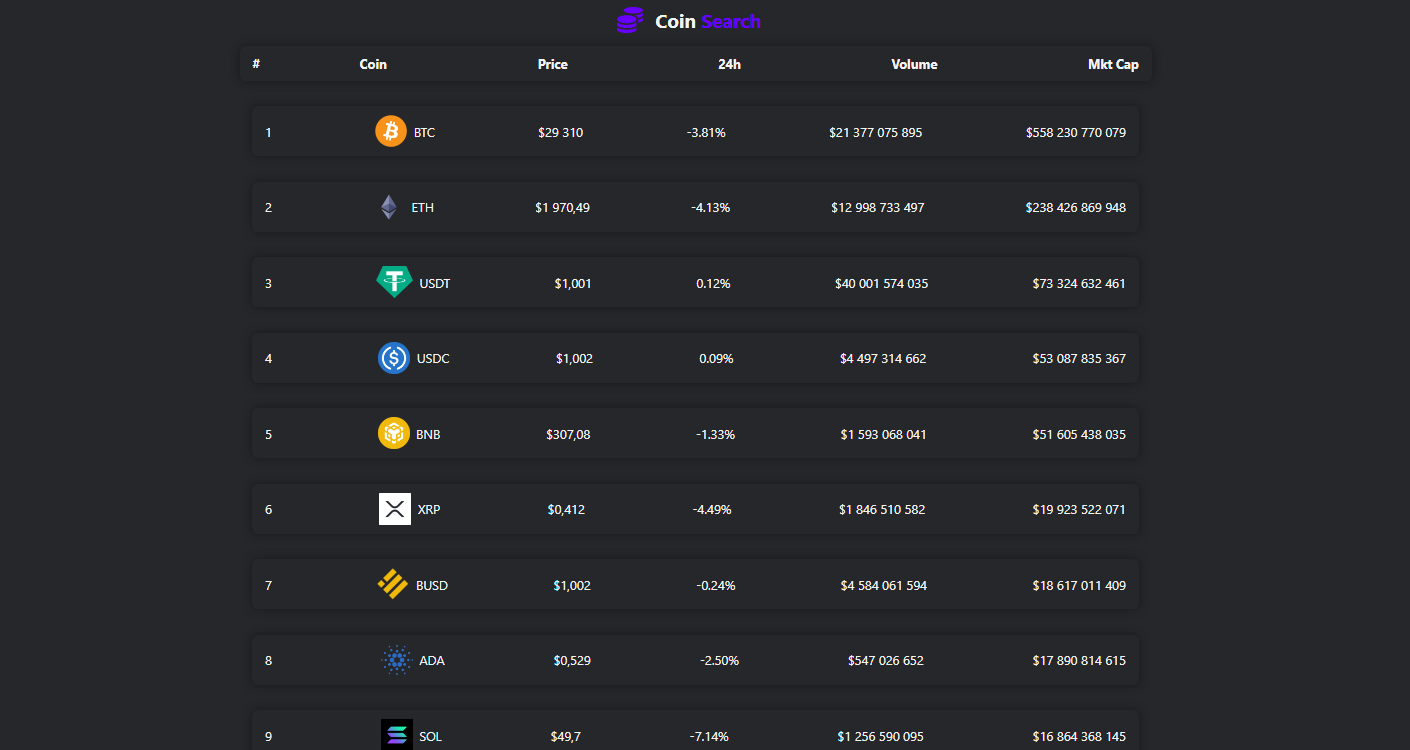 Coin Search
# Coin Price 24h Volume Mkt Cap
1 BTC $29 310 -3.81% $21 377 075 895 $558 230 770 079
2 ETH $1 970,49 -4.13% $12 998 733 497 $238 426 869 948
3 USDT $1,001 0.12% $40 001 574 035 $73 324 632 461
4 USDC $1,002 0.09% $4 497 314 662 $53 087 835 367
5 BNB $307,08 -1.33% $1 593 068 041 $51 605 438 035
6 XRP $0,412 -4.49% $1 846 510 582 $19 923 522 071
7 BUSD $1,002 -0.24% $4 584 061 594 $18 617 011 409
8 ADA $0,529 -2.50% $547 026 652 $17 890 814 615
9 SOL $49,7 -7.14% $1 256 590 095 $16 864 368 145